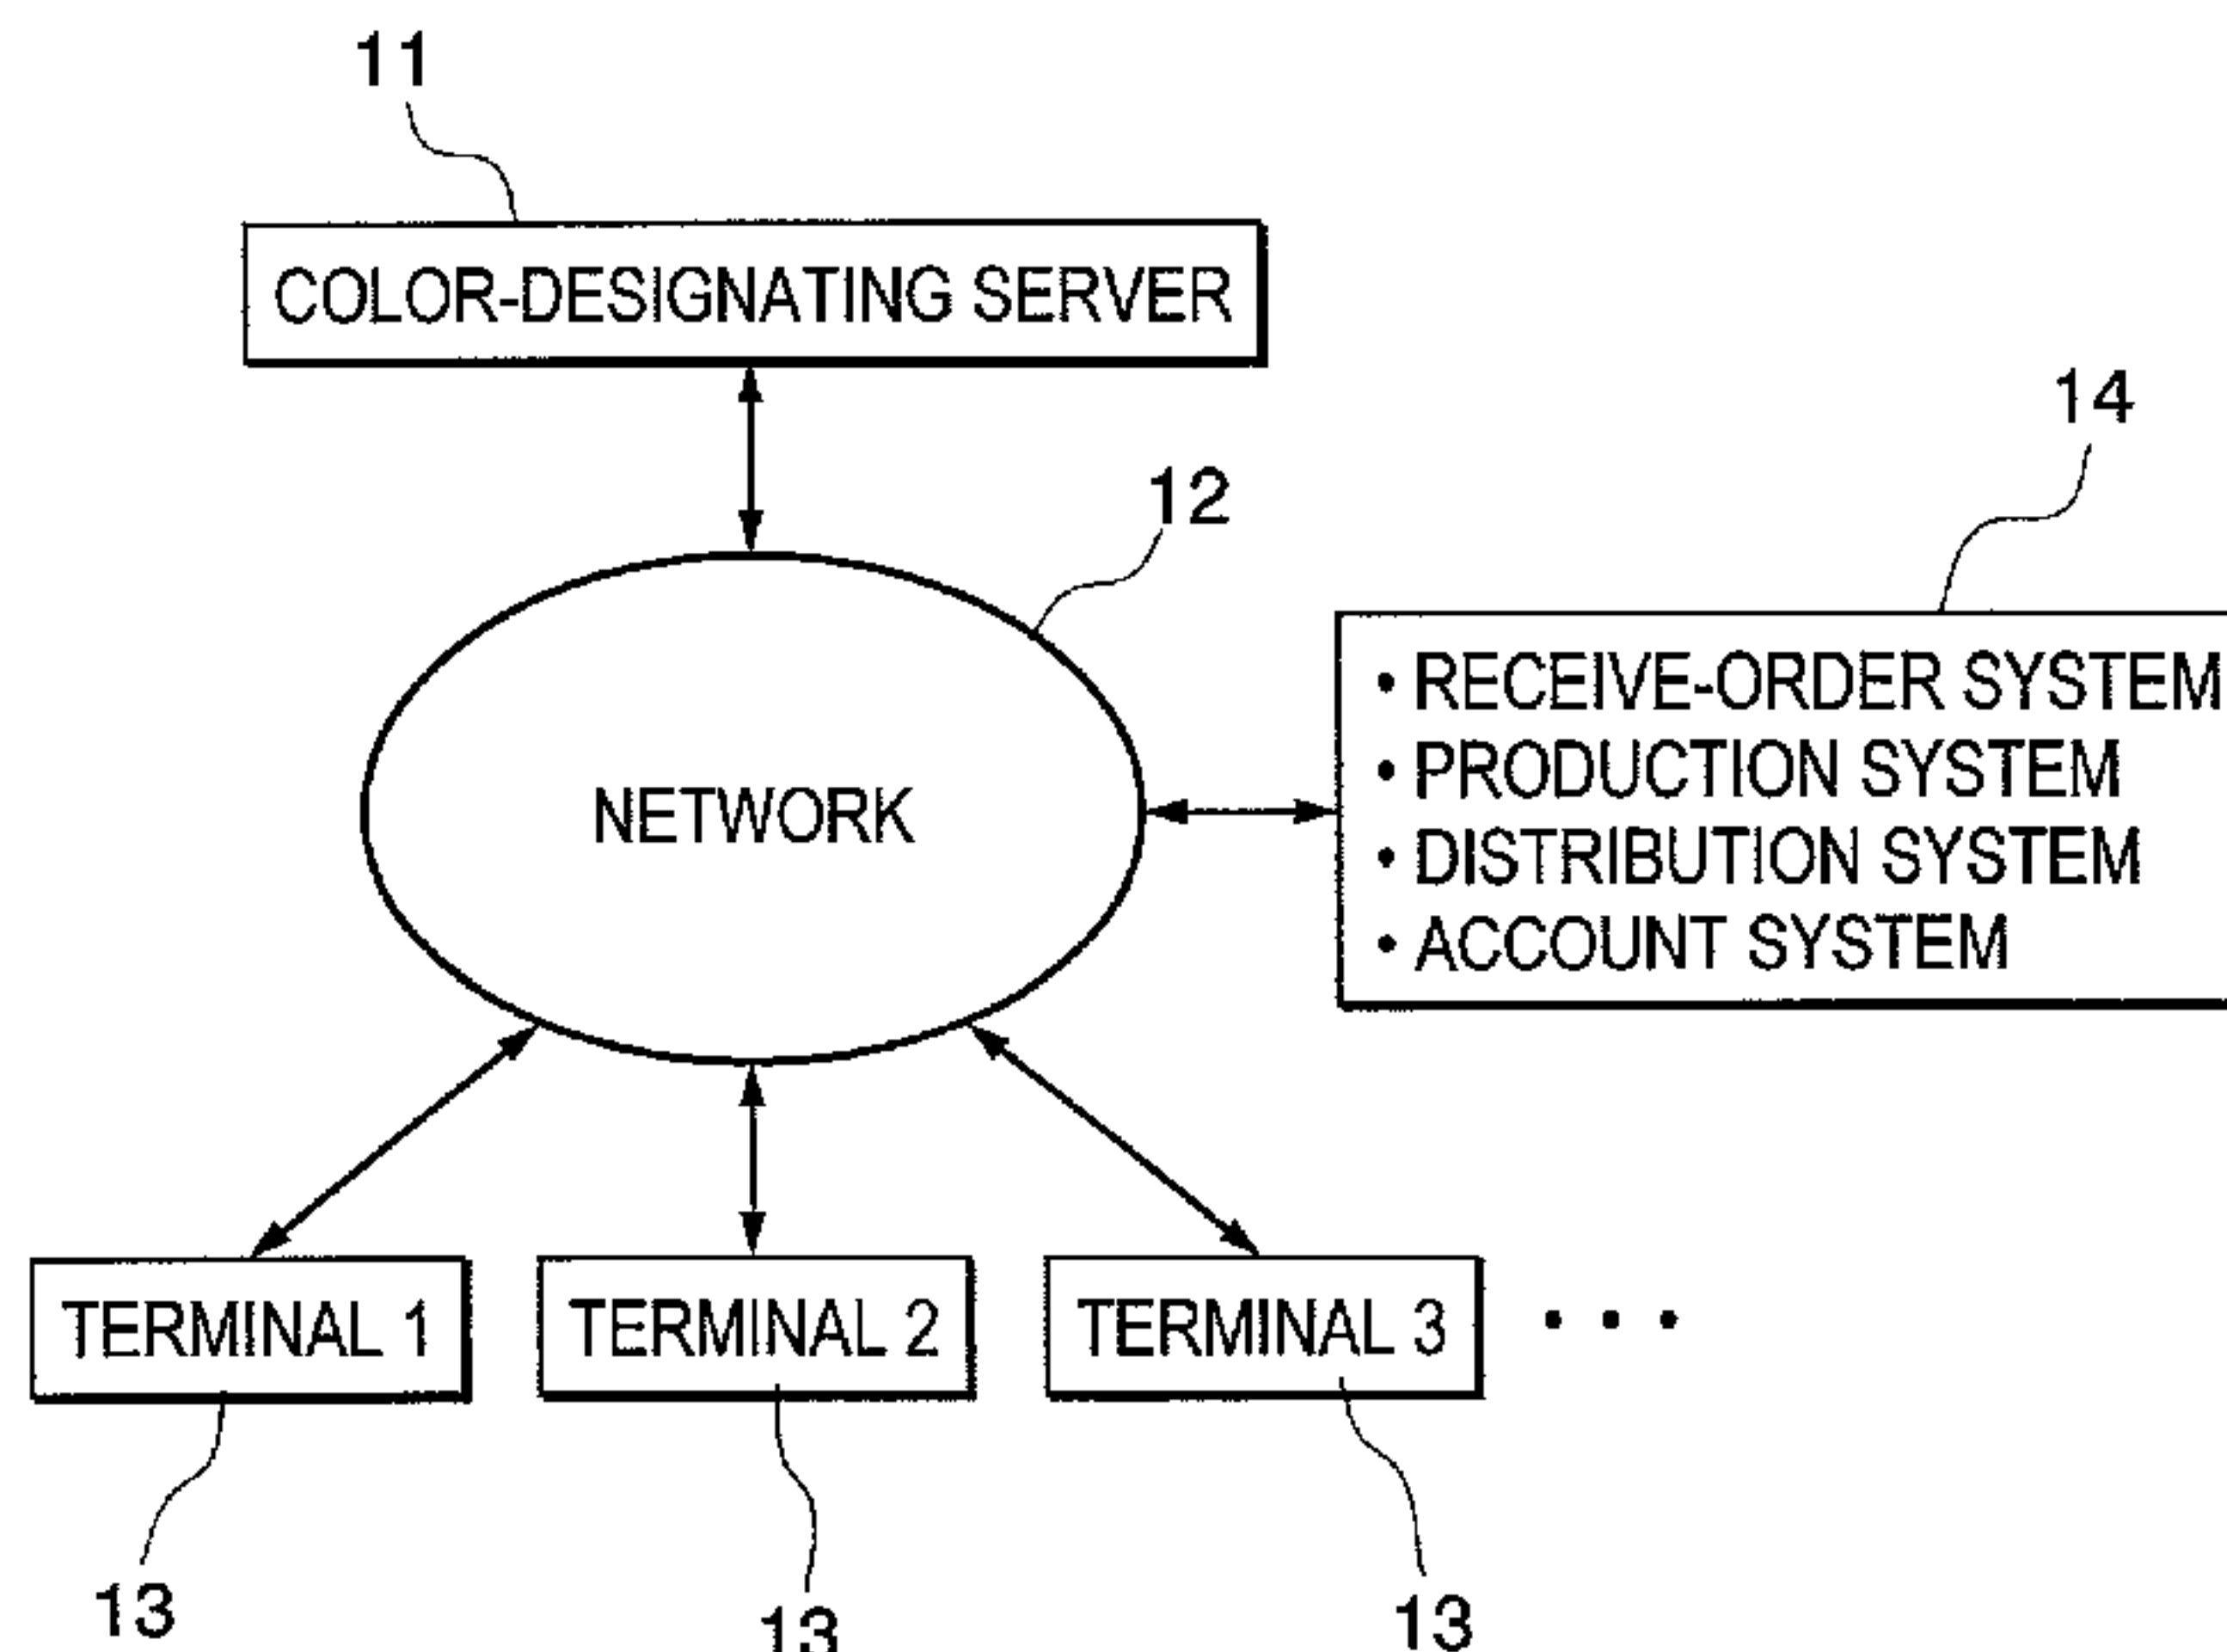 11
COLOR-DESIGNATING SERVER
14
12
• RECEIVE-ORDER SYSTEM
• PRODUCTION SYSTEM
• DISTRIBUTION SYSTEM
• ACCOUNT SYSTEM
NETWORK
TERMINAL 1
TERMINAL 2
TERMINAL 3
• • •
13
13
13